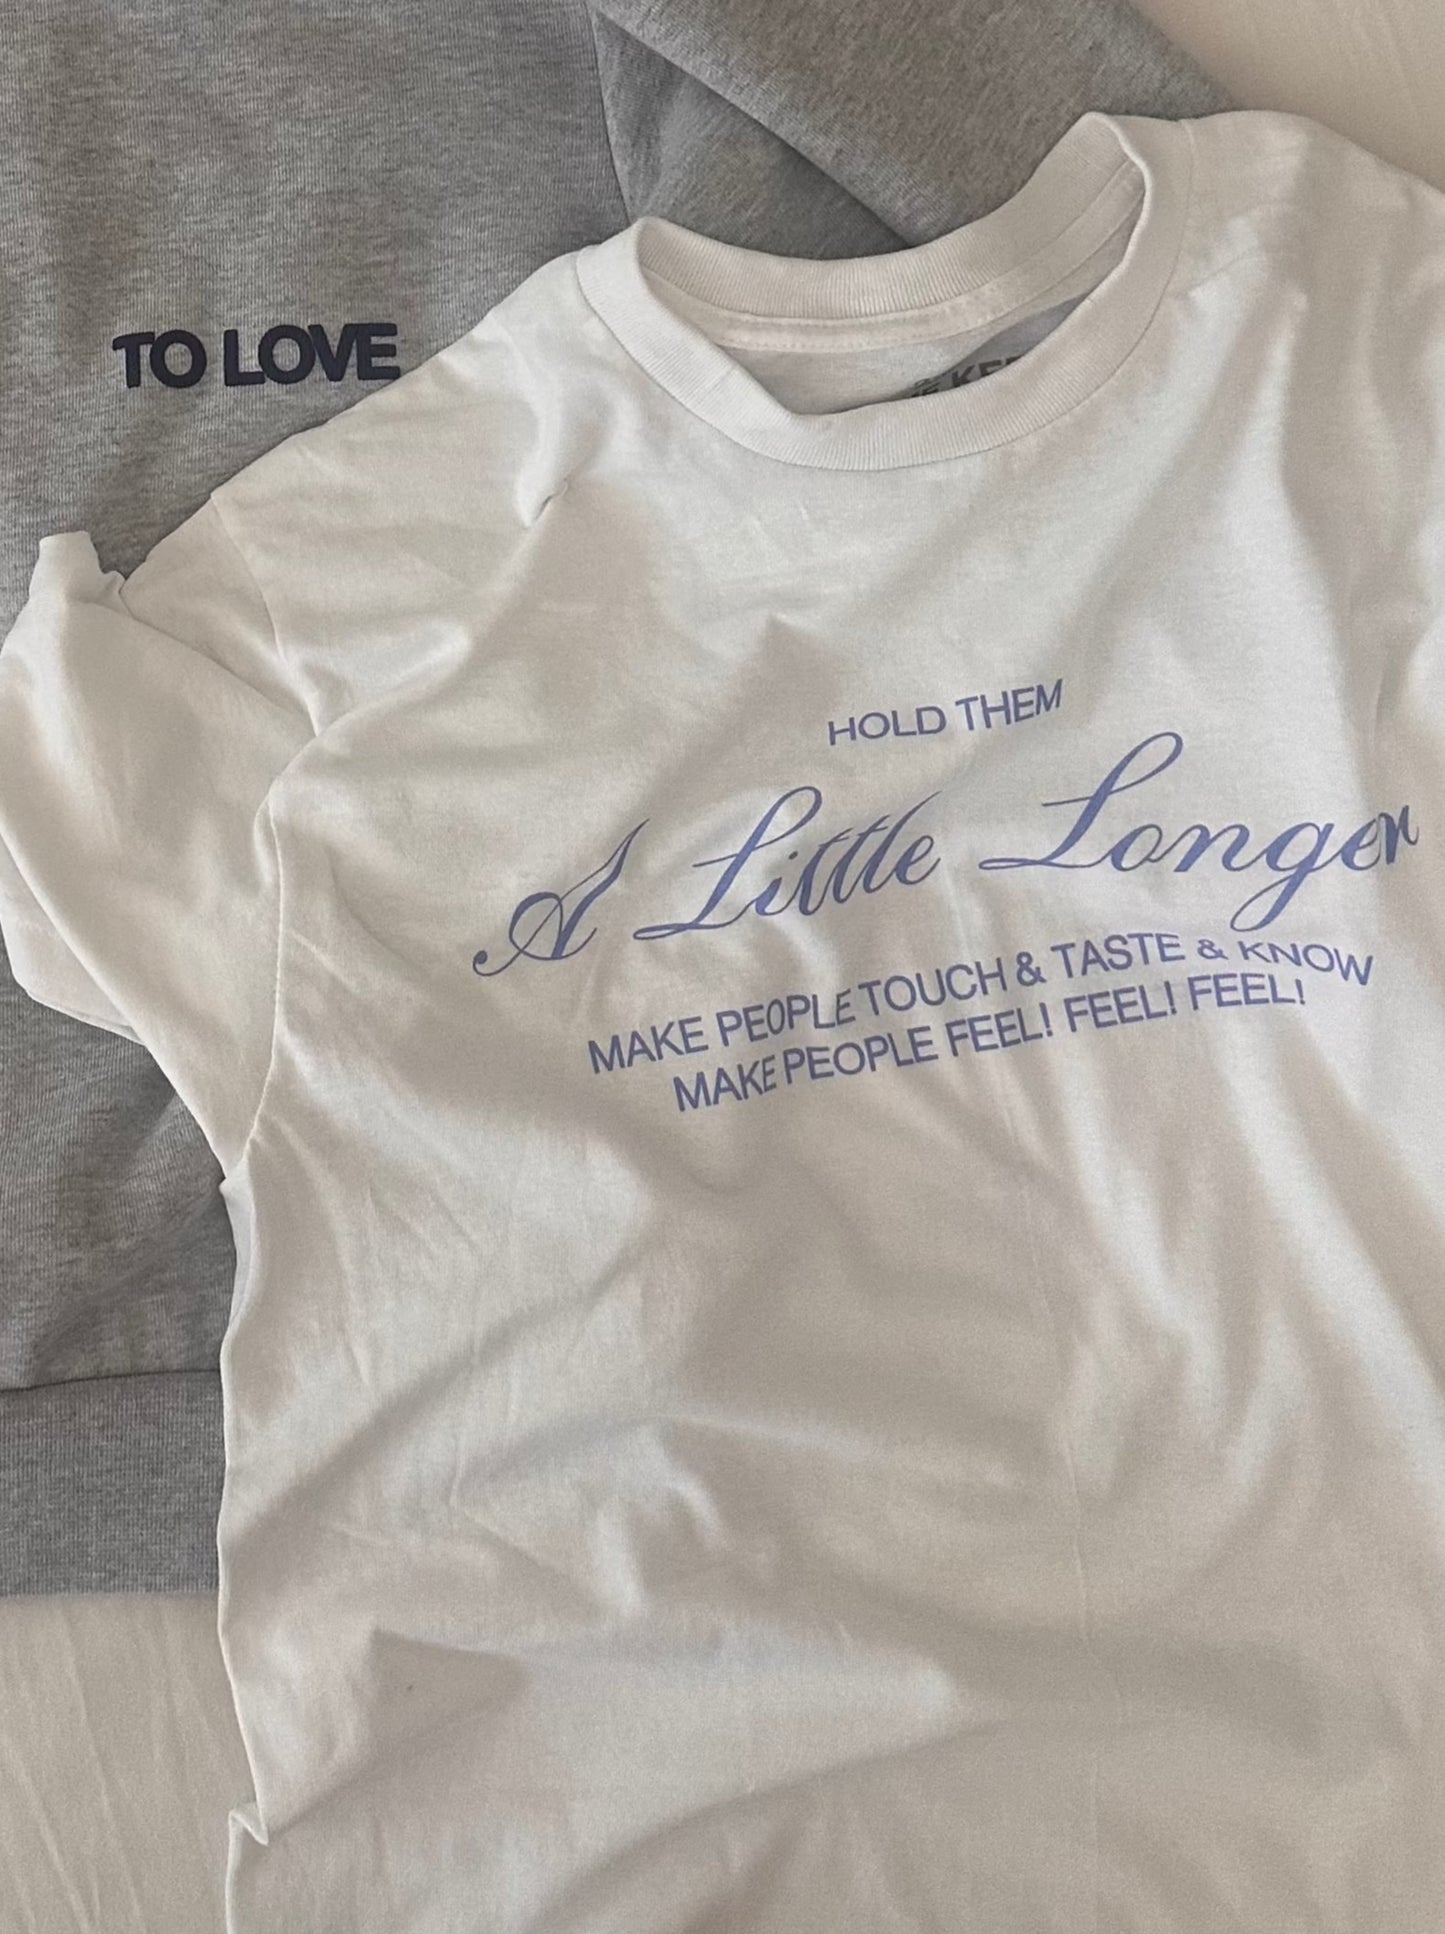 TO LOVE
HOLD THEM
A Little Longer
MAKE PEOPLE TOUCH & TASTE & KNOW
MAKE PEOPLE FEEL! FEEL! FEEL!